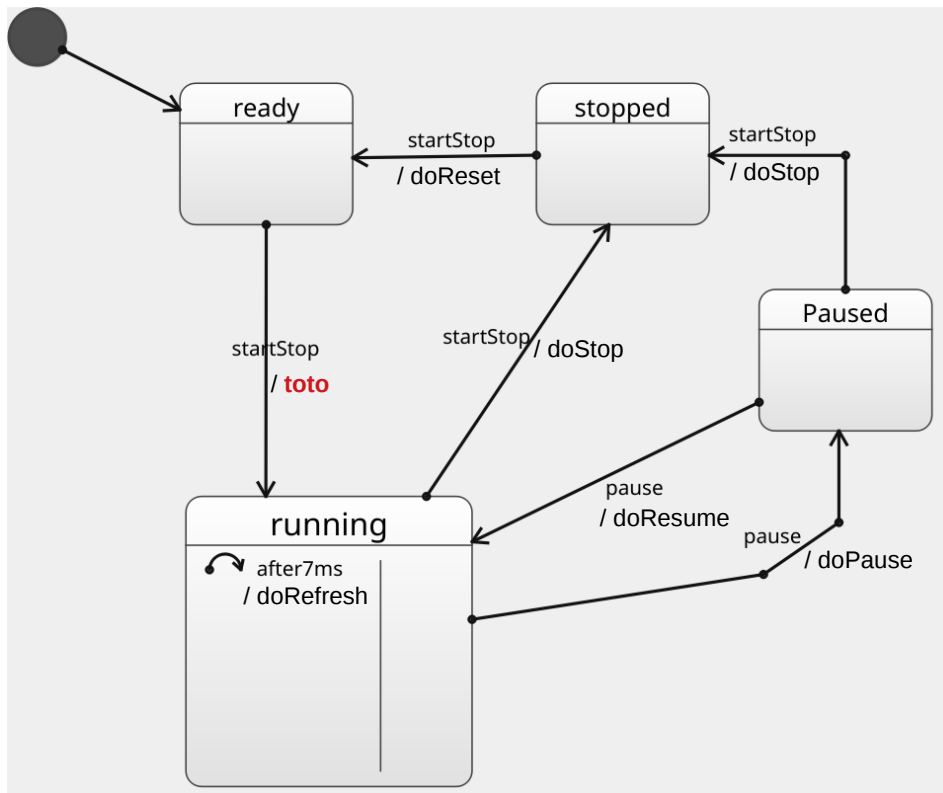 ready
stopped
startStop
/ doReset
startStop
/ doStop
Paused
startStop
/ toto
startStop
/ doStop
pause
/ doResume
pause
/ doPause
running
after7ms
/ doRefresh